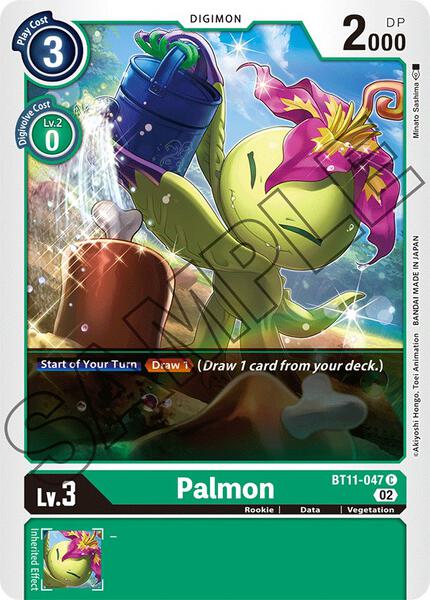 DIGIMON
Play Cost
3
DP
2000
Digivolve Cost
Lv.2
0
Minato Sashima
SAMPLE
Start of Your Turn Draw 1 (Draw 1 card from your deck.)
©Akiyoshi Hongo, Toei Animation BANDAI MADE IN JAPAN
Lv.3
Palmon
BT11-047 C
02
Rookie | Data | Vegetation
Inherited Effect
–